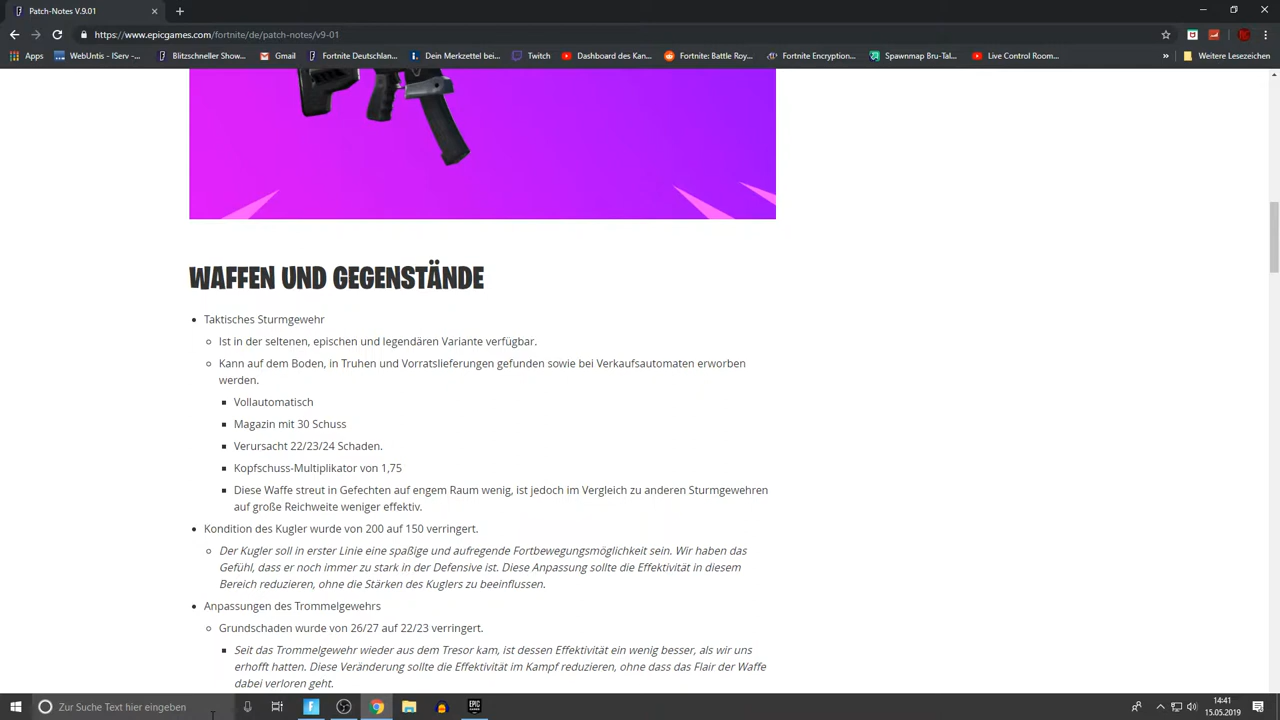 Patch-Notes V.9.01
https://www.epicgames.com/fortnite/de/patch-notes/v9-01
Apps
WebUntis - IServ -...
Blitzschneller Show...
Gmail
Fortnite Deutschlan...
Dein Merkzettel bei...
Twitch
Dashboard des Kan...
Fortnite: Battle Roy...
Fortnite Encryption...
Spawnmap Bru-Tal...
Live Control Room...
»
Weitere Lesezeichen
WAFFEN UND GEGENSTÄNDE
Taktisches Sturmgewehr
Ist in der seltenen, epischen und legendären Variante verfügbar.
Kann auf dem Boden, in Truhen und Vorratslieferungen gefunden sowie bei Verkaufsautomaten erworben
werden.
Vollautomatisch
Magazin mit 30 Schuss
Verursacht 22/23/24 Schaden.
Kopfschuss-Multiplikator von 1,75
Diese Waffe streut in Gefechten auf engem Raum wenig, ist jedoch im Vergleich zu anderen Sturmgewehren
auf große Reichweite weniger effektiv.
Kondition des Kugler wurde von 200 auf 150 verringert.
Der Kugler soll in erster Linie eine spaßige und aufregende Fortbewegungsmöglichkeit sein. Wir haben das
Gefühl, dass er noch immer zu stark in der Defensive ist. Diese Anpassung sollte die Effektivität in diesem
Bereich reduzieren, ohne die Stärken des Kuglers zu beeinflussen.
Anpassungen des Trommelgewehrs
Grundschaden wurde von 26/27 auf 22/23 verringert.
Seit das Trommelgewehr wieder aus dem Tresor kam, ist dessen Effektivität ein wenig besser, als wir uns
erhofft hatten. Diese Veränderung sollte die Effektivität im Kampf reduzieren, ohne dass das Flair der Waffe
dabei verloren geht.
Zur Suche Text hier eingeben
EPIC
14:41
15.05.2019